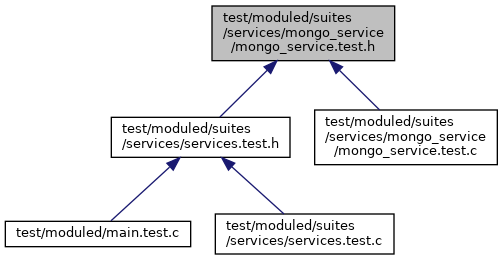 test/moduled/suites
/services/mongo_service
/mongo_service.test.h
test/moduled/suites
/services/services.test.h
test/moduled/suites
/services/mongo_service
/mongo_service.test.c
test/moduled/main.test.c
test/moduled/suites
/services/services.test.c